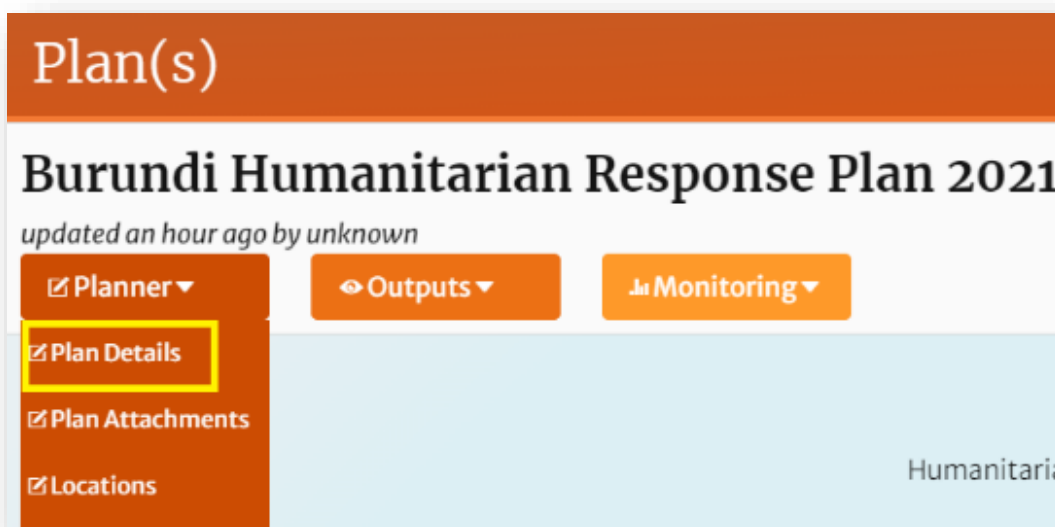 Plan(s)
Burundi Humanitarian Response Plan 2021
updated an hour ago by unknown
Planner Outputs Monitoring
Plan Details
Plan Attachments
Locations
Humanitaria